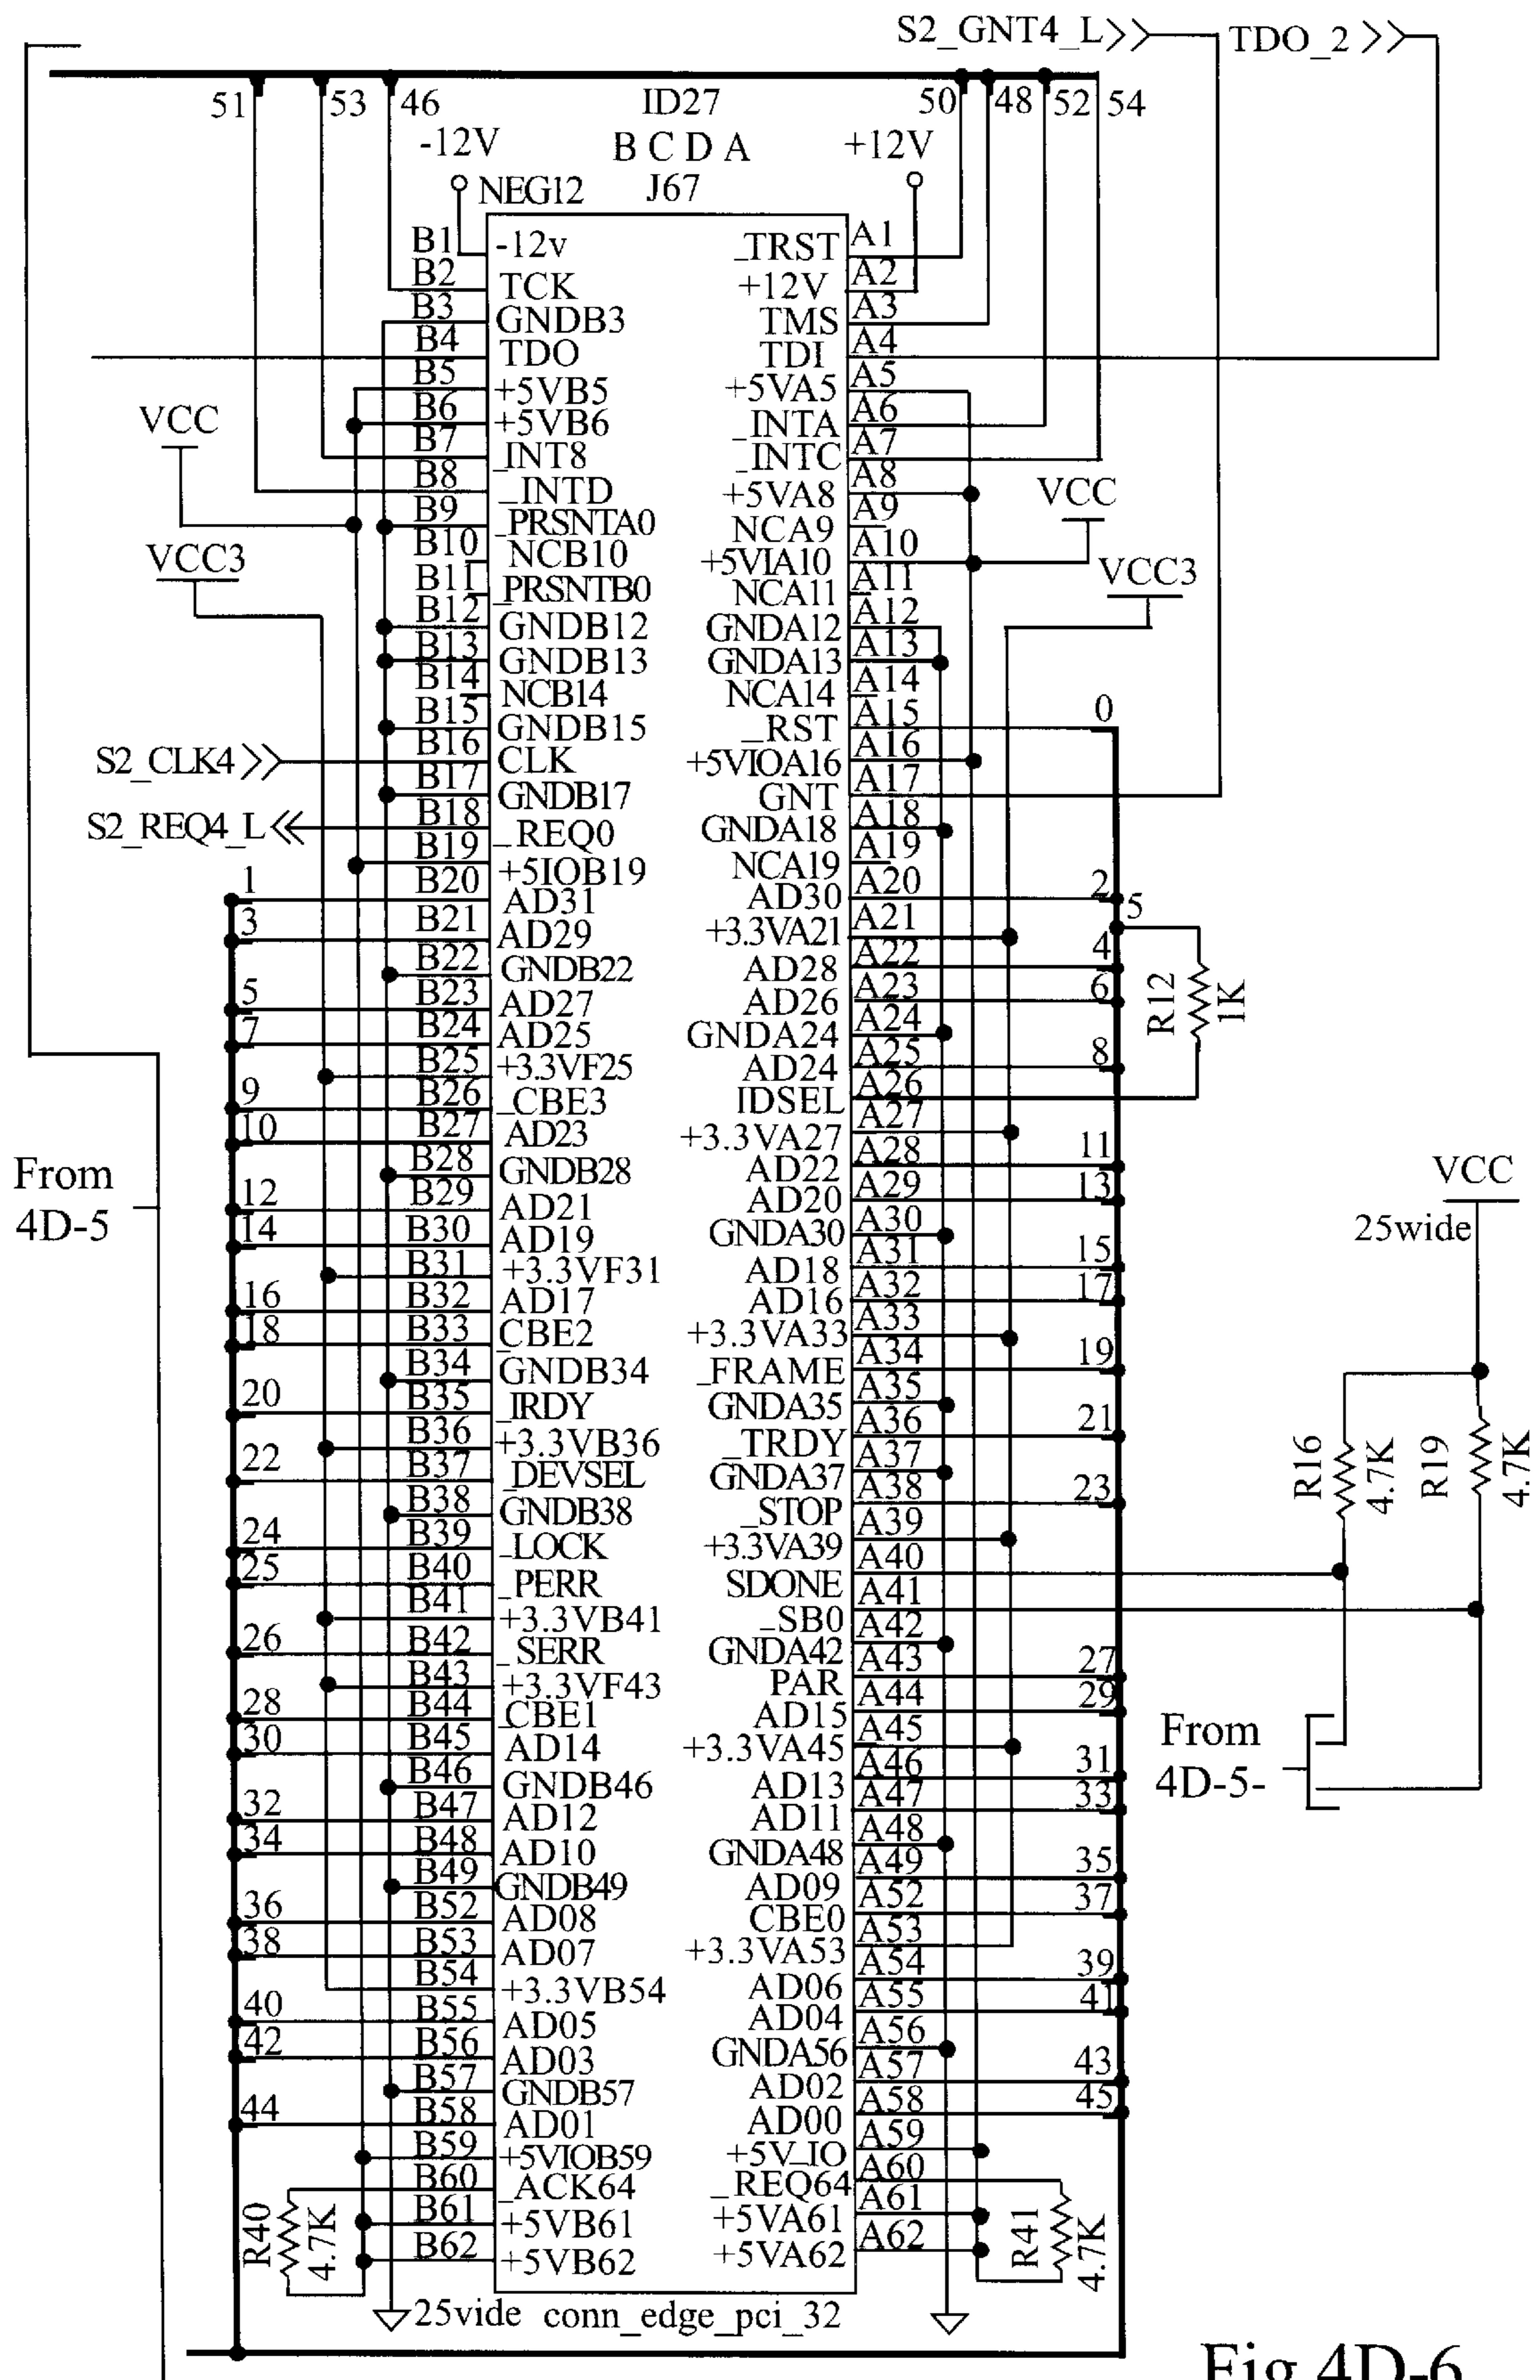 S2_GNT4_L
TDO_2
51 53 46 ID27 50 48 52 54
-12V B C D A +12V
NEG12 J67
B1 -12v _TRST A1
B2 TCK +12V A2
B3 GNDB3 TMS A3
B4 TDO TDI A4
B5 +5VB5 +5VA5 A5
B6 +5VB6 _INTA A6
VCC
B7 _INT8 _INTC A7
B8 _INTD +5VA8 A8
VCC
B9 _PRSNTA0 NCA9 A9
B10 NCB10 +5VIA10 A10
VCC3
VCC3
B11 _PRSNTB0 NCA11 A11
B12 GNDB12 GNDA12 A12
B13 GNDB13 GNDA13 A13
B14 NCB14 NCA14 A14
B15 GNDB15 _RST A15 0
S2_CLK4 B16 CLK +5VIOA16 A16
B17 GNDB17 GNT A17
S2_REQ4_L B18 _REQ0 GNDA18 A18
B19 +5IOB19 NCA19 A19
1 B20 AD31 AD30 A20 2
5
3 B21 AD29 +3.3VA21 A21
B22 GNDB22 AD28 A22 4
5 B23 AD27 AD26 A23 6
R12 1K
7 B24 AD25 GNDA24 A24
B25 +3.3VF25 AD24 A25 8
9 B26 _CBE3 IDSEL A26
10 B27 AD23 +3.3VA27 A27
B28 GNDB28 AD22 A28 11
From
4D-5
12 B29 AD21 AD20 A29 13
VCC
25wide
14 B30 AD19 GNDA30 A30
B31 +3.3VF31 AD18 A31 15
16 B32 AD17 AD16 A32 17
18 B33 _CBE2 +3.3VA33 A33
B34 GNDB34 _FRAME A34 19
20 B35 _IRDY GNDA35 A35
B36 +3.3VB36 _TRDY A36 21
22 B37 _DEVSEL GNDA37 A37
R16 4.7K R19 4.7K
B38 GNDB38 _STOP A38 23
24 B39 _LOCK +3.3VA39 A39
25 B40 _PERR SDONE A40
B41 +3.3VB41 _SB0 A41
26 B42 _SERR GNDA42 A42
B43 +3.3VF43 PAR A43 27
28 B44 _CBE1 AD15 A44 29
30 B45 AD14 +3.3VA45 A45
From
4D-5-
B46 GNDB46 AD13 A46 31
32 B47 AD12 AD11 A47 33
34 B48 AD10 GNDA48 A48
B49 GNDB49 AD09 A49 35
36 B52 AD08 CBE0 A52 37
38 B53 AD07 +3.3VA53 A53
B54 +3.3VB54 AD06 A54 39
40 B55 AD05 AD04 A55 41
42 B56 AD03 GNDA56 A56
B57 GNDB57 AD02 A57 43
44 B58 AD01 AD00 A58 45
B59 +5VIOB59 +5V_IO A59
B60 _ACK64 _REQ64 A60
B61 +5VB61 +5VA61 A61
B62 +5VB62 +5VA62 A62
R40 4.7K
R41 4.7K
25vide conn_edge_pci_32
Fig 4D-6